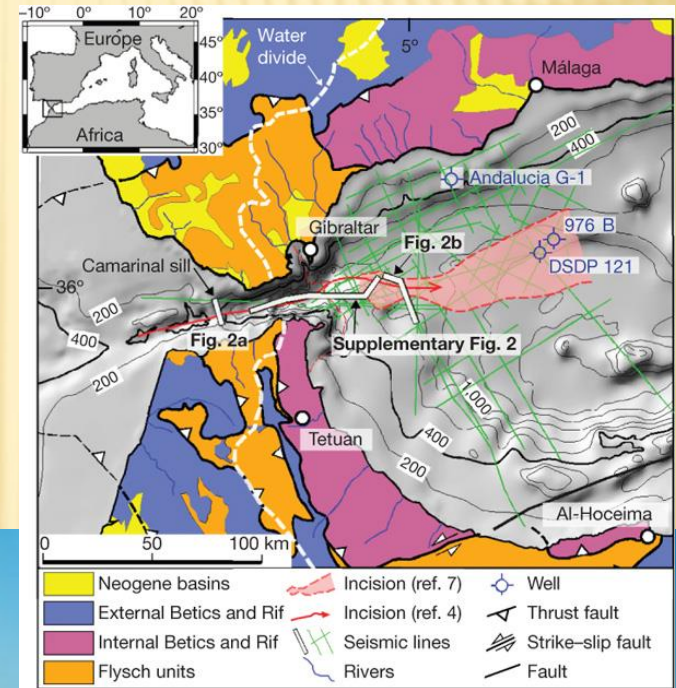 −10° 0° 10° 20°
Europe
45°
40°
35°
30°
Africa
Water
divide
5°
Málaga
200
400
Andalucia G-1
Gibraltar
976 B
Fig. 2b
DSDP 121
Camarinal sill
36°
200
400
Fig. 2a
Supplementary Fig. 2
200
1,000
Tetuan
400
200
Al-Hoceima
0 50 100 km
Neogene basins
External Betics and Rif
Internal Betics and Rif
Flysch units
Incision (ref. 7)
Incision (ref. 4)
Seismic lines
Rivers
Well
Thrust fault
Strike–slip fault
Fault